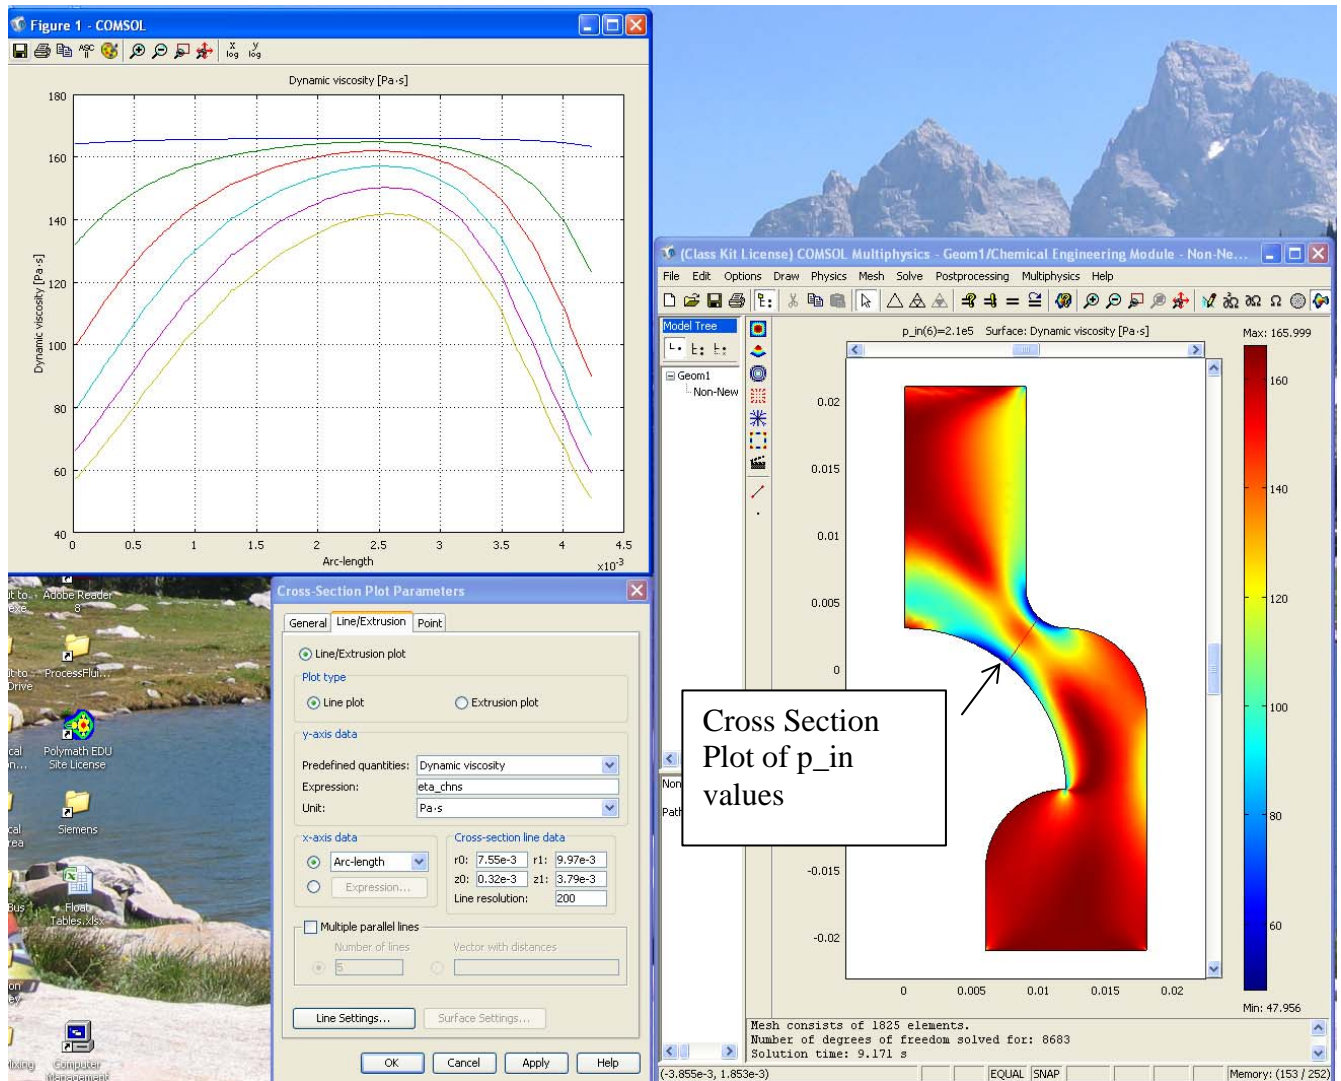 Figure 1 - COMSOL
x log
y log
Dynamic viscosity [Pa·s]
180
160
140
120
100
80
60
40
Dynamic viscosity [Pa·s]
0 0.5 1 1.5 2 2.5 3 3.5 4 4.5
Arc-length
×10⁻³
Adobe Reader
8
ProcessFlui...
Polymath EDU
Site License
Siemens
Float
Tables.xlsx
Computer
Management
Cross-Section Plot Parameters
General Line/Extrusion Point
Line/Extrusion plot
Plot type
Line plot Extrusion plot
y-axis data
Predefined quantities: Dynamic viscosity
Expression: eta_chns
Unit: Pa·s
x-axis data
Arc-length
Expression...
Cross-section line data
r0: 7.55e-3 r1: 9.97e-3
z0: 0.32e-3 z1: 3.79e-3
Line resolution: 200
Multiple parallel lines
Number of lines Vector with distances
5
Line Settings... Surface Settings...
OK Cancel Apply Help
(Class Kit License) COMSOL Multiphysics - Geom1/Chemical Engineering Module - Non-Ne...
File Edit Options Draw Physics Mesh Solve Postprocessing Multiphysics Help
Model Tree
Geom1
Non-New
p_in(6)=2.1e5 Surface: Dynamic viscosity [Pa·s]
Max: 165.999
0.02
0.015
0.01
0.005
0
-0.015
-0.02
0 0.005 0.01 0.015 0.02
160
140
120
100
80
60
Min: 47.956
Cross Section
Plot of p_in
values
Mesh consists of 1825 elements.
Number of degrees of freedom solved for: 8683
Solution time: 9.171 s
(-3.855e-3, 1.853e-3)
EQUAL SNAP
Memory: (153 / 252)